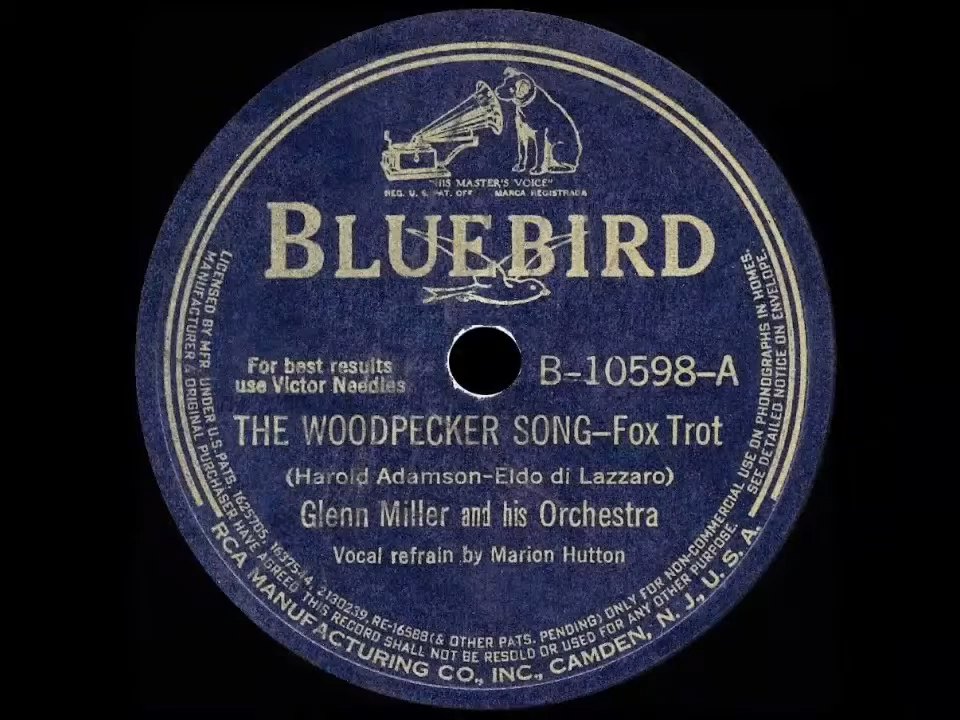 "HIS MASTER'S VOICE"
REG. U. S. PAT. OFF. MARCA REGISTRADA
BLUEBIRD
For best results
use Victor Needles
B-10598-A
THE WOODPECKER SONG-Fox Trot
(Harold Adamson-Eldo di Lazzaro)
Glenn Miller and his Orchestra
Vocal refrain by Marion Hutton
LICENSED BY MFR. UNDER U.S. PATS. 1625705, 1637544, 2130239, RE-16588 (& OTHER PATS. PENDING) ONLY FOR NON-COMMERCIAL USE ON PHONOGRAPHS IN HOMES.
MANUFACTURER & ORIGINAL PURCHASER HAVE AGREED THIS RECORD SHALL NOT BE RESOLD OR USED FOR ANY OTHER PURPOSE. SEE DETAILED NOTICE ON ENVELOPE.
RCA MANUFACTURING CO., INC., CAMDEN, N. J., U. S. A.